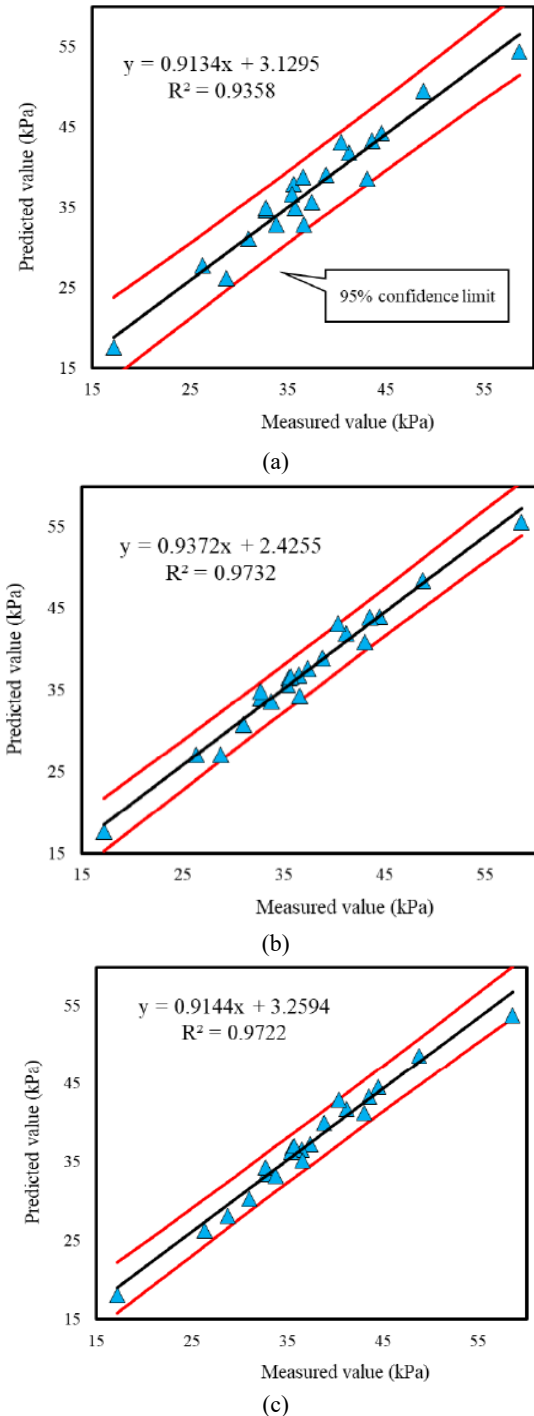 55
45
35
25
15
Predicted value (kPa)
y = 0.9134x + 3.1295
R² = 0.9358
95% confidence limit
15 25 35 45 55
Measured value (kPa)
(a)
55
45
35
25
15
Predicted value (kPa)
y = 0.9372x + 2.4255
R² = 0.9732
15 25 35 45 55
Measured value (kPa)
(b)
55
45
35
25
15
Predicted value (kPa)
y = 0.9144x + 3.2594
R² = 0.9722
15 25 35 45 55
Measured value (kPa)
(c)